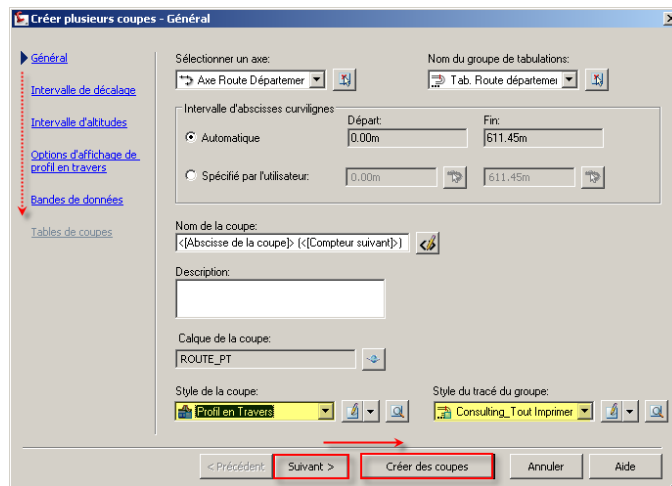 Créer plusieurs coupes - Général
Général
Intervalle de décalage
Intervalle d'altitudes
Options d'affichage de
profil en travers
Bandes de données
Tables de coupes
Sélectionner un axe:
Nom du groupe de tabulations:
Axe Route Départemer
Tab. Route départemer
Intervalle d'abscisses curvilignes
Départ:
Fin:
Automatique
0.00m
611.45m
Spécifié par l'utilisateur:
0.00m
611.45m
Nom de la coupe:
<[Abscisse de la coupe]> (<[Compteur suivant]>)
Description:
Calque de la coupe:
ROUTE_PT
Style de la coupe:
Style du tracé du groupe:
Profil en Travers
Consulting_Tout Imprimer
< Précédent
Suivant >
Créer des coupes
Annuler
Aide